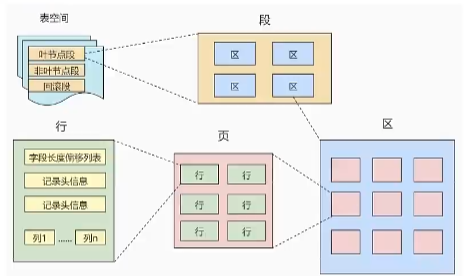 表空间
叶节点段
非叶节点段
回滚段
段
区 区
区 区
行
字段长度偏移列表
记录头信息
记录头信息
列1 ...... 列n
页
行 行
行 行
行 行
区